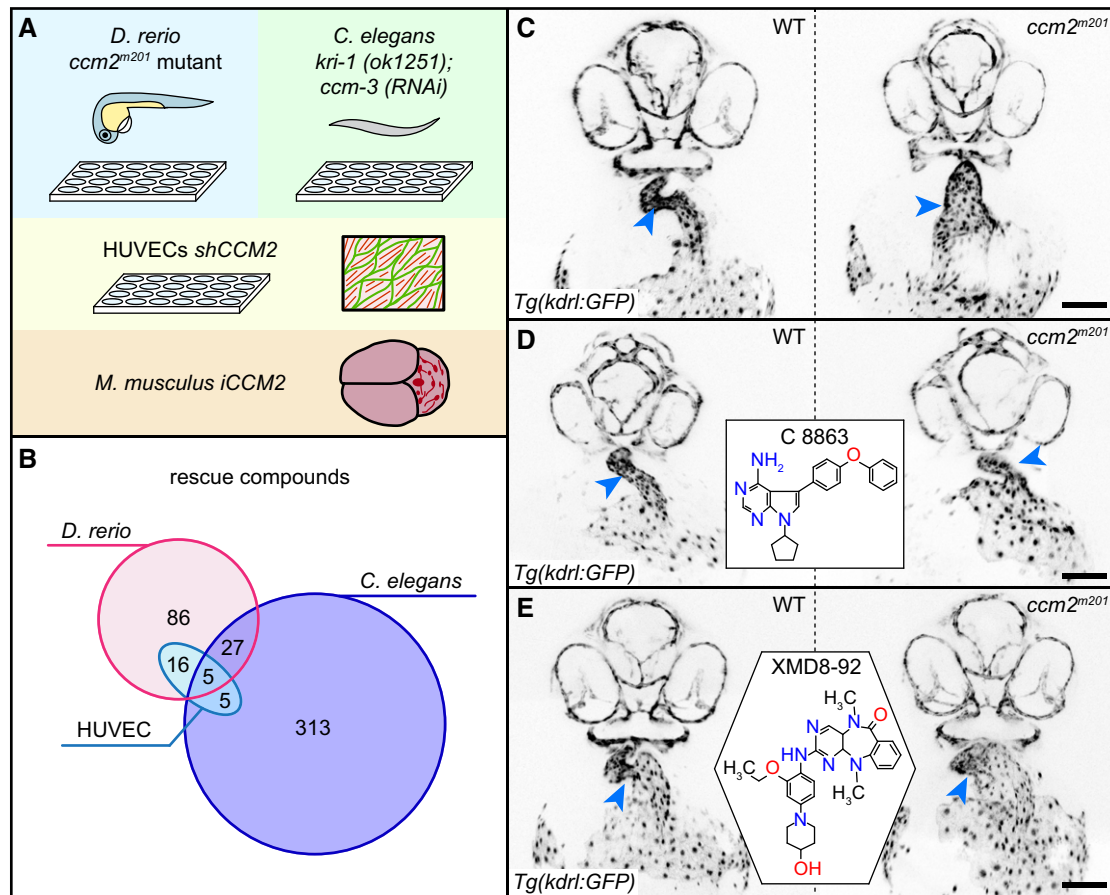 A
D. rerio
ccm2m201 mutant
C. elegans
kri-1 (ok1251);
ccm-3 (RNAi)
HUVECs shCCM2
M. musculus iCCM2
B
rescue compounds
D. rerio
C. elegans
86
27
16
5
5
HUVEC
313
C
WT
ccm2m201
Tg(kdrl:GFP)
D
WT
ccm2m201
C 8863
NH2
O
N
N
N
Tg(kdrl:GFP)
E
WT
ccm2m201
XMD8-92
H3C
O
N
N
HN
N
N
O
CH3
H3C
N
OH
Tg(kdrl:GFP)